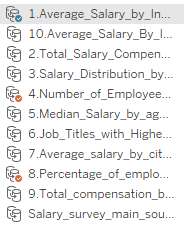 1.Average_Salary_by_In...
10.Average_Salary_By_I...
2.Total_Salary_Compen...
3.Salary_Distribution_by...
4.Number_of_Employee...
5.Median_Salary_by_ag...
6.Job_Titles_with_Highe...
7.Average_salary_by_cit...
8.Percentage_of_emplo...
9.Total_compensation_b...
Salary_survey_main_sou...